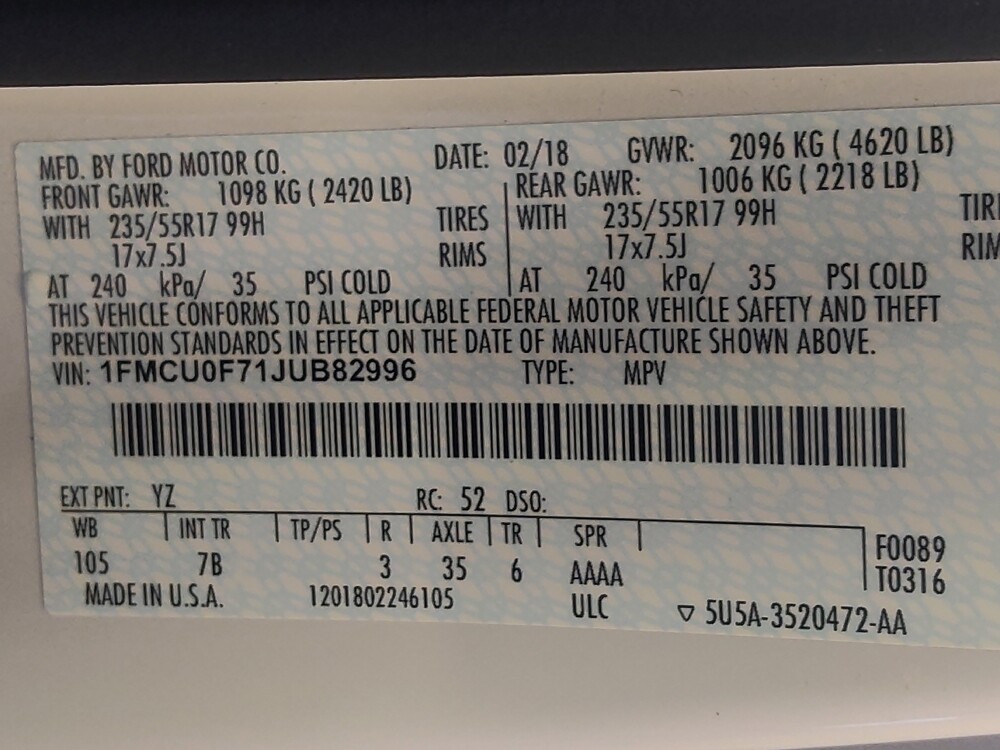 MFD. BY FORD MOTOR CO. DATE: 02/18 GVWR: 2096 KG ( 4620 LB)
FRONT GAWR: 1098 KG ( 2420 LB) REAR GAWR: 1006 KG ( 2218 LB)
WITH 235/55R17 99H TIRES WITH 235/55R17 99H TIR
17x7.5J RIMS 17x7.5J RIM
AT 240 kPa/ 35 PSI COLD AT 240 kPa/ 35 PSI COLD
THIS VEHICLE CONFORMS TO ALL APPLICABLE FEDERAL MOTOR VEHICLE SAFETY AND THEFT
PREVENTION STANDARDS IN EFFECT ON THE DATE OF MANUFACTURE SHOWN ABOVE.
VIN: 1FMCU0F71JUB82996 TYPE: MPV
EXT PNT: YZ RC: 52 DSO:
WB INT TR TP/PS R AXLE TR SPR F0089
105 7B 3 35 6 AAAA T0316
MADE IN U.S.A. 1201802246105 ULC ▽ 5U5A-3520472-AA